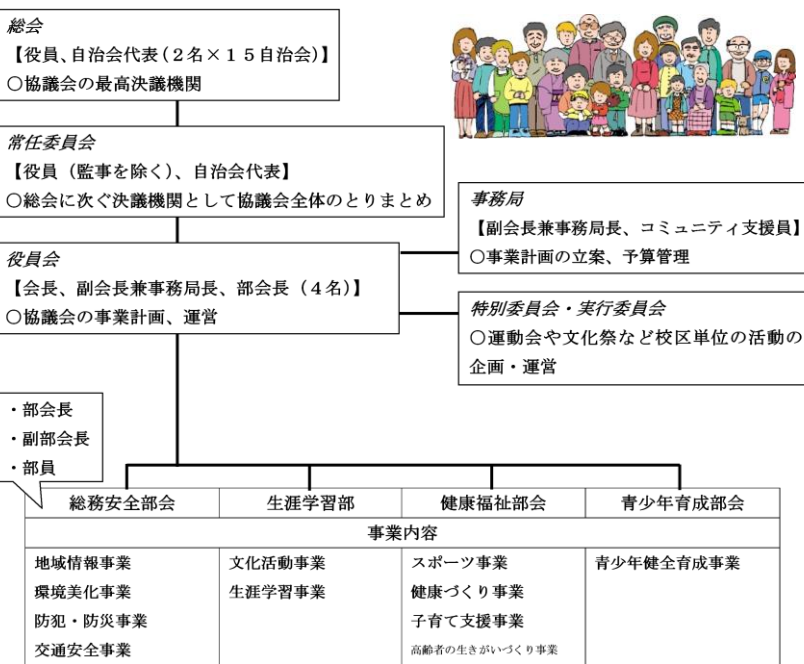 総会
【役員、自治会代表(2名×15自治会)】
○協議会の最高決議機関
常任委員会
【役員(監事を除く)、自治会代表】
○総会に次ぐ決議機関として協議会全体のとりまとめ
事務局
【副会長兼事務局長、コミュニティ支援員】
○事業計画の立案、予算管理
役員会
【会長、副会長兼事務局長、部会長(4名)】
○協議会の事業計画、運営
特別委員会・実行委員会
○運動会や文化祭など校区単位の活動の
企画・運営
・部会長
・副部会長
・部員
総務安全部会
生涯学習部
健康福祉部会
青少年育成部会
事業内容
地域情報事業
環境美化事業
防犯・防災事業
交通安全事業
文化活動事業
生涯学習事業
スポーツ事業
健康づくり事業
子育て支援事業
高齢者の生きがいづくり事業
青少年健全育成事業